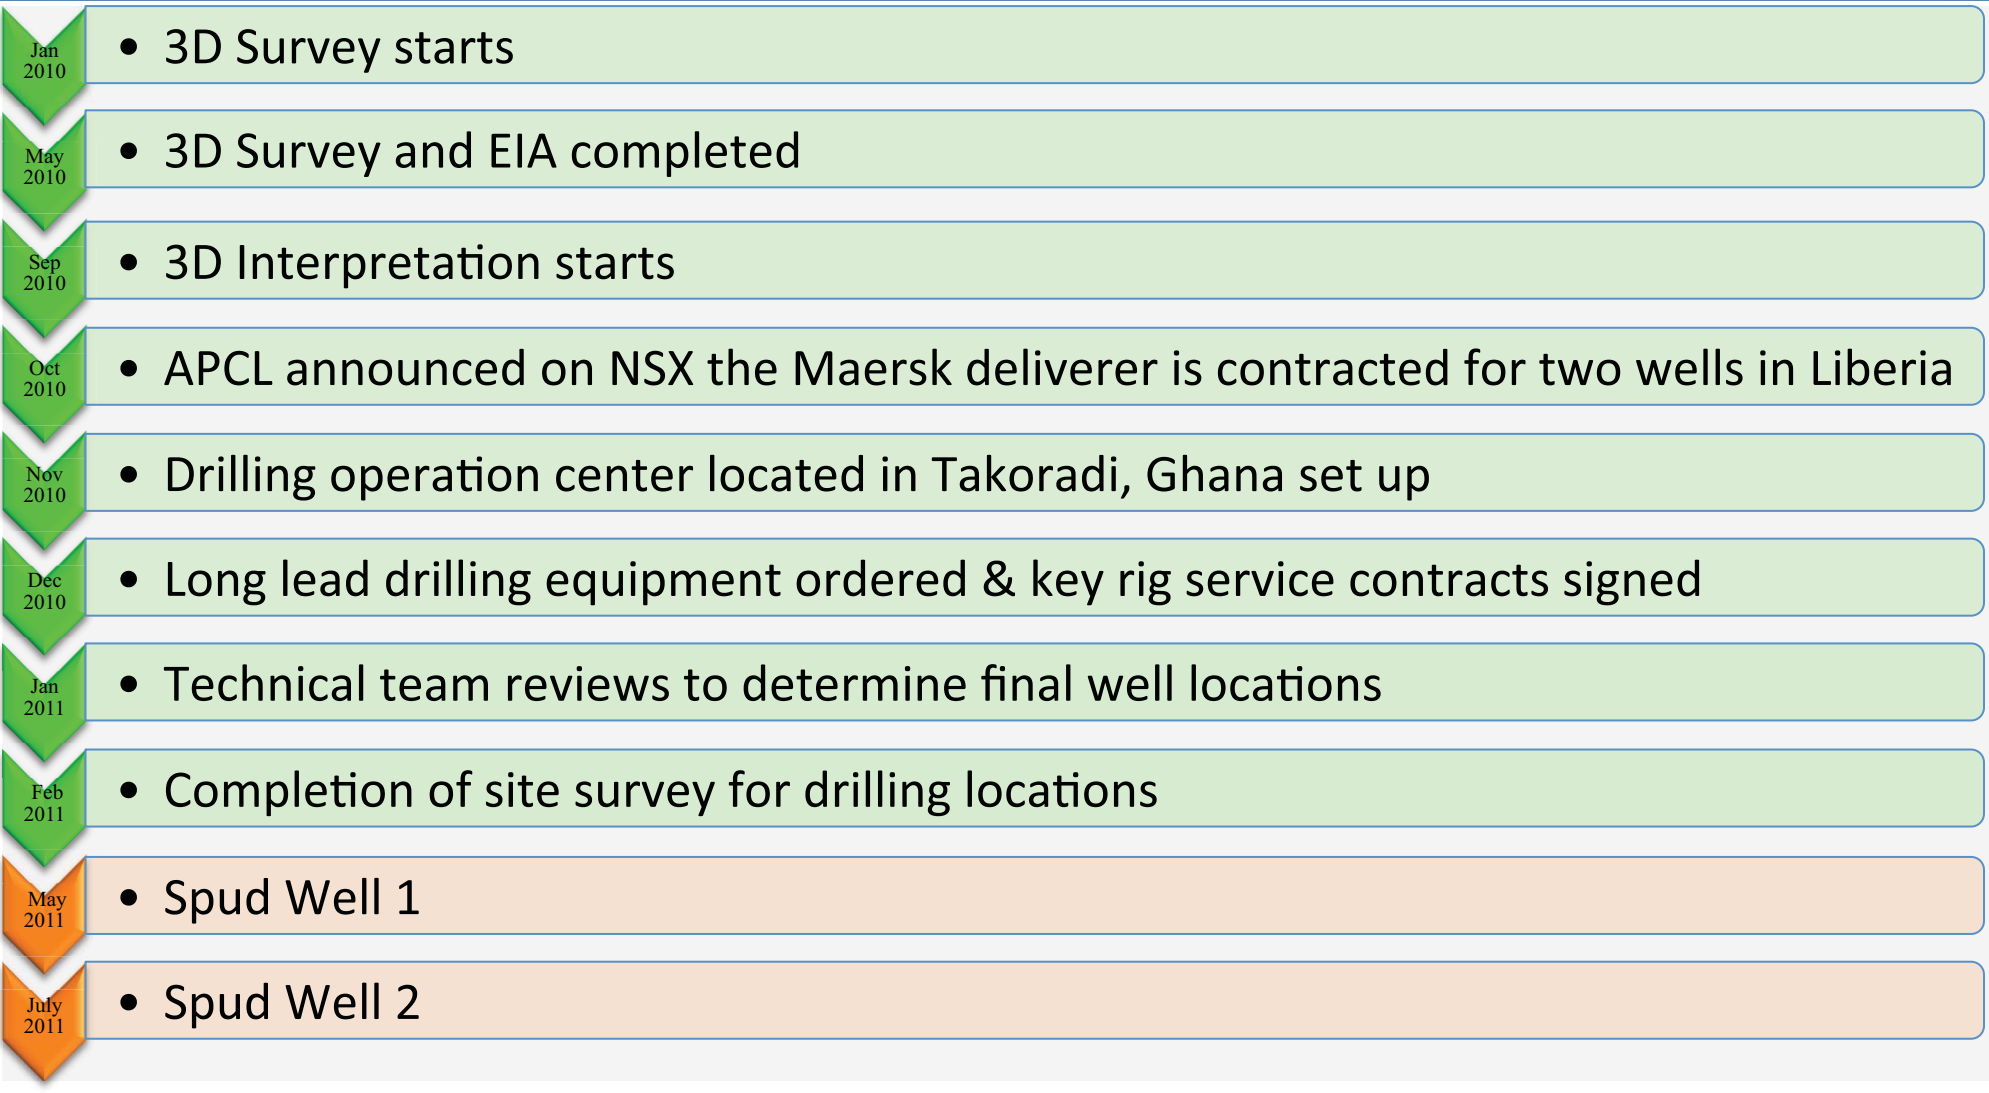 Jan
2010
• 3D Survey starts
May
2010
• 3D Survey and EIA completed
Sep
2010
• 3D Interpretation starts
Oct
2010
• APCL announced on NSX the Maersk deliverer is contracted for two wells in Liberia
Nov
2010
• Drilling operation center located in Takoradi, Ghana set up
Dec
2010
• Long lead drilling equipment ordered & key rig service contracts signed
Jan
2011
• Technical team reviews to determine final well locations
Feb
2011
• Completion of site survey for drilling locations
May
2011
• Spud Well 1
July
2011
• Spud Well 2